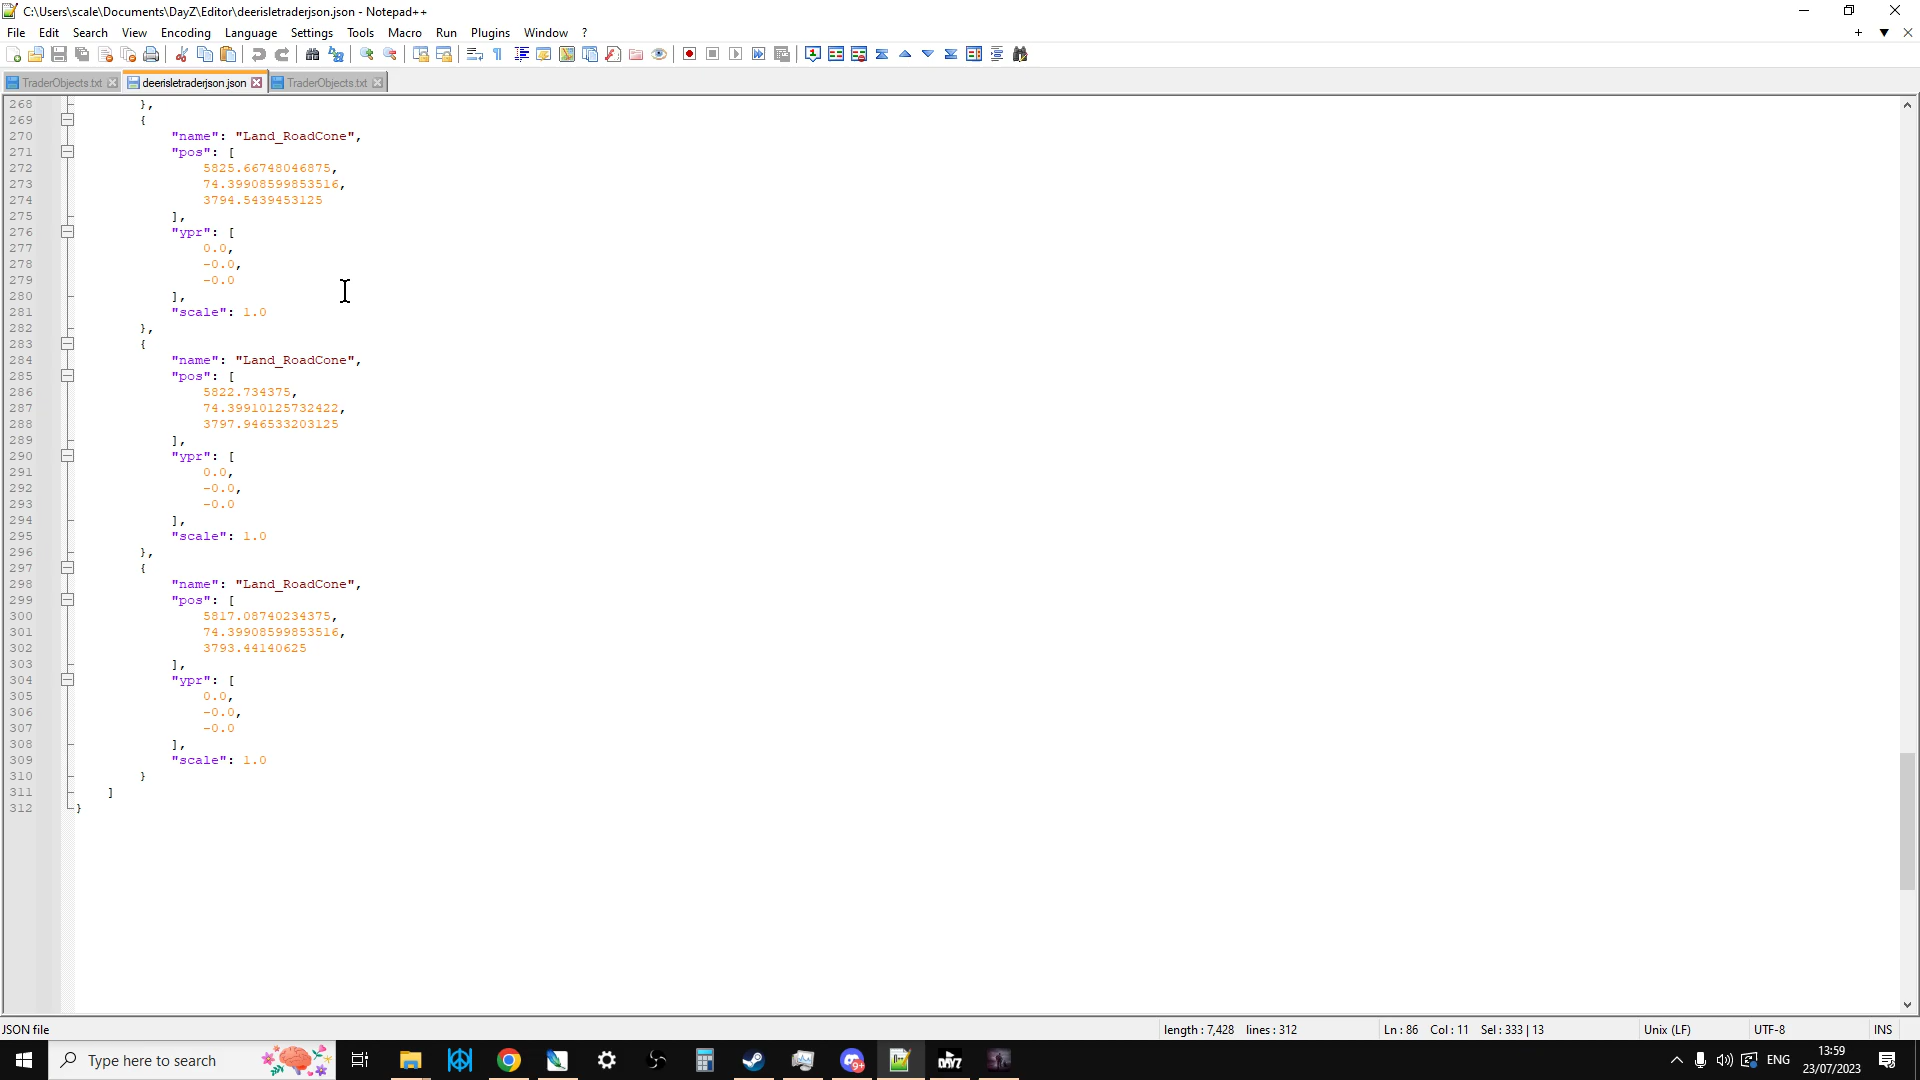 C:\Users\scale\Documents\DayZ\Editor\deerisletraderjson.json - Notepad++
File Edit Search View Encoding Language Settings Tools Macro Run Plugins Window ?
TraderObjects.txt deerisletraderjson.json TraderObjects.txt
268 },
269 {
270 "name": "Land_RoadCone",
271 "pos": [
272 5825.66748046875,
273 74.39908599853516,
274 3794.5439453125
275 ],
276 "ypr": [
277 0.0,
278 -0.0,
279 -0.0
280 ],
281 "scale": 1.0
282 },
283 {
284 "name": "Land_RoadCone",
285 "pos": [
286 5822.734375,
287 74.39910125732422,
288 3797.946533203125
289 ],
290 "ypr": [
291 0.0,
292 -0.0,
293 -0.0
294 ],
295 "scale": 1.0
296 },
297 {
298 "name": "Land_RoadCone",
299 "pos": [
300 5817.08740234375,
301 74.39908599853516,
302 3793.44140625
303 ],
304 "ypr": [
305 0.0,
306 -0.0,
307 -0.0
308 ],
309 "scale": 1.0
310 }
311 ]
312 }
JSON file length : 7,428 lines : 312 Ln : 86 Col : 11 Sel : 333 | 13 Unix (LF) UTF-8 INS
Type here to search 9+ DAYZ ENG 13:59
23/07/2023